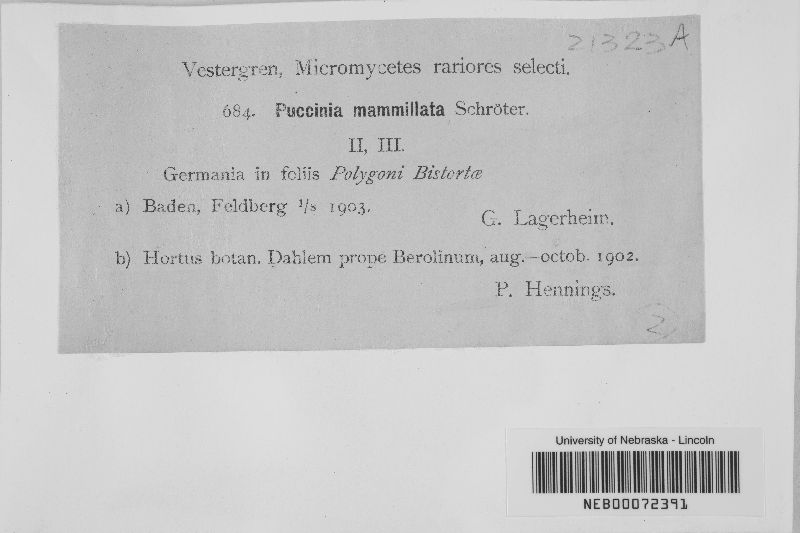 21323A
Vestergren, Micromycetes rariores selecti.
684. Puccinia mammillata Schröter.
II, III.
Germania in foliis Polygoni Bistortæ
a) Baden, Feldberg 1/8 1903.
G. Lagerheim.
b) Hortus botan. Dahlem prope Berolinum, aug.–octob. 1902.
P. Hennings.
2
University of Nebraska - Lincoln
NEB00072391